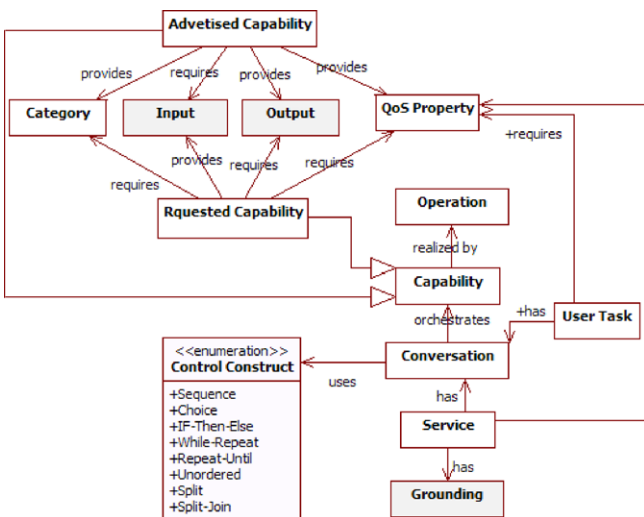 Advetised Capability
provides
requires
provides
provides
Category
Input
Output
QoS Property
+requires
requires
provides
requires
requires
Rquested Capability
Operation
realized by
Capability
orchestrates
+has
User Task
<<enumeration>>
Control Construct
uses
Conversation
+Sequence
+Choice
+IF-Then-Else
+While-Repeat
+Repeat-Until
+Unordered
+Split
+Split-Join
has
Service
has
Grounding